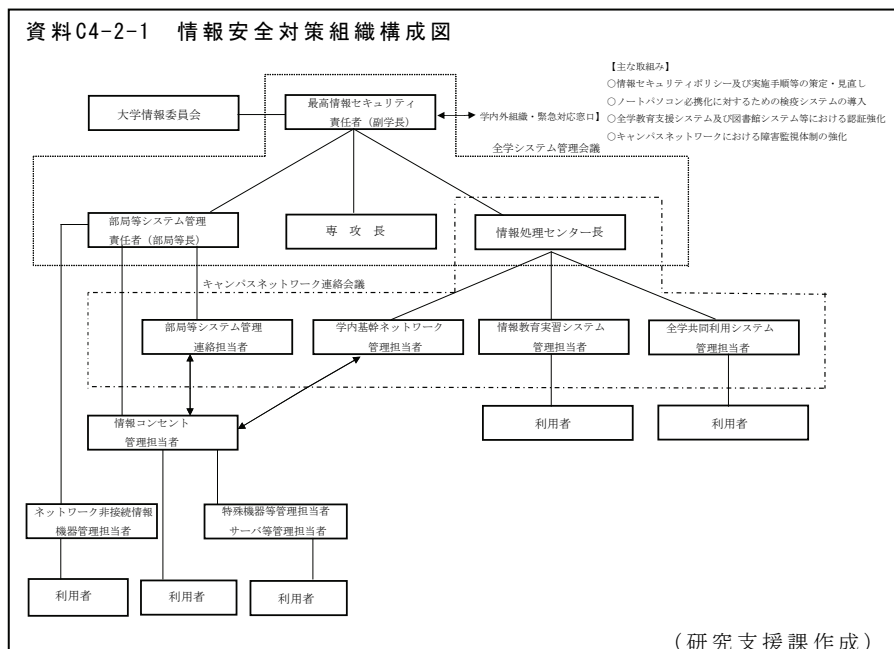 資料C4-2-1 情報安全対策組織構成図
【主な取組み】
○情報セキュリティポリシー及び実施手順等の策定・見直し
○ノートパソコン必携化に対するための検疫システムの導入
○全学教育支援システム及び図書館システム等における認証強化
○キャンパスネットワークにおける障害監視体制の強化
大学情報委員会
最高情報セキュリティ
責任者（副学長）
学内外組織・緊急対応窓口】
全学システム管理会議
部局等システム管理
責任者（部局等長）
専 攻 長
情報処理センター長
キャンパスネットワーク連絡会議
部局等システム管理
連絡担当者
学内基幹ネットワーク
管理担当者
情報教育実習システム
管理担当者
全学共同利用システム
管理担当者
情報コンセント
管理担当者
利用者
利用者
ネットワーク非接続情報
機器管理担当者
特殊機器等管理担当者
サーバ等管理担当者
利用者
利用者
利用者
（研究支援課作成）